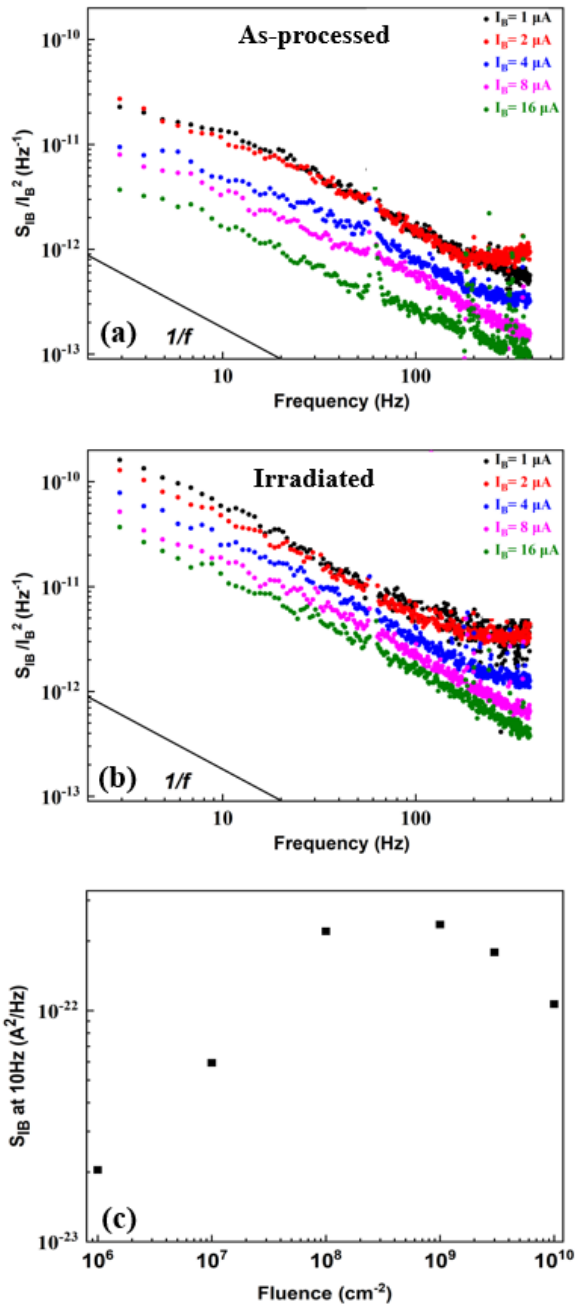 As-processed
I_B= 1 μA
I_B= 2 μA
I_B= 4 μA
I_B= 8 μA
I_B= 16 μA
S_IB/I_B^2 (Hz^-1)
10^-10
10^-11
10^-12
10^-13
(a)
1/f
10
100
Frequency (Hz)
Irradiated
I_B= 1 μA
I_B= 2 μA
I_B= 4 μA
I_B= 8 μA
I_B= 16 μA
S_IB /I_B^2 (Hz^-1)
10^-10
10^-11
10^-12
10^-13
(b)
1/f
10
100
Frequency (Hz)
S_IB at 10Hz (A^2/Hz)
10^-22
10^-23
(c)
10^6
10^7
10^8
10^9
10^10
Fluence (cm^-2)